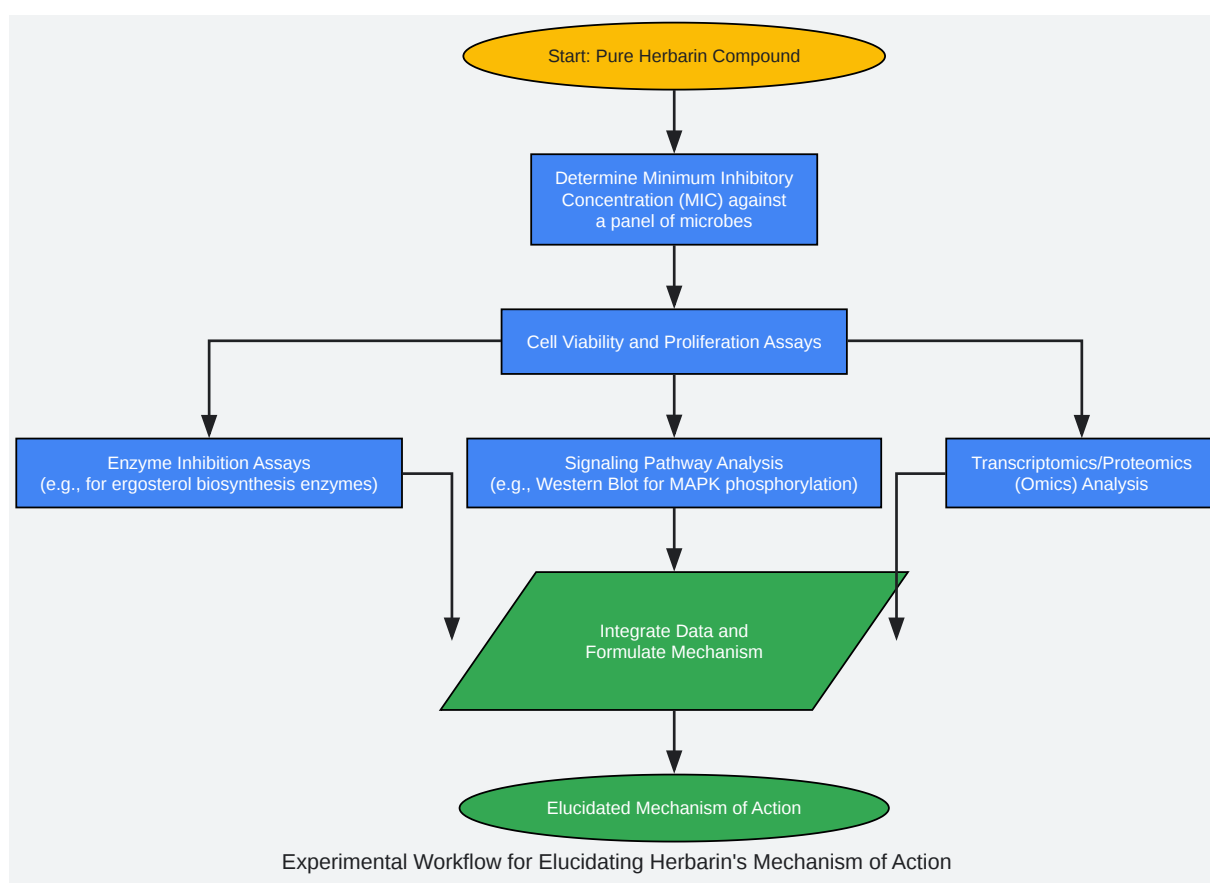 Start: Pure Herbarin Compound
Determine Minimum Inhibitory
Concentration (MIC) against
a panel of microbes
Cell Viability and Proliferation Assays
Enzyme Inhibition Assays
(e.g., for ergosterol biosynthesis enzymes)
Signaling Pathway Analysis
(e.g., Western Blot for MAPK phosphorylation)
Transcriptomics/Proteomics
(Omics) Analysis
Integrate Data and
Formulate Mechanism
Elucidated Mechanism of Action
Experimental Workflow for Elucidating Herbarin's Mechanism of Action